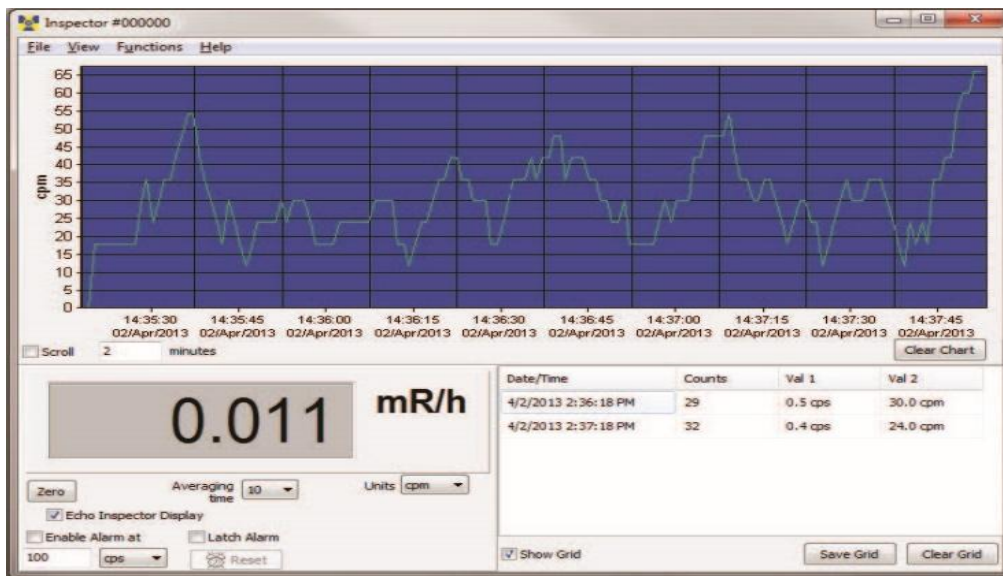 Inspector #000000
File View Functions Help
65
60
55
50
45
40
35
30
25
20
15
10
5
0
cpm
14:35:30 14:35:45 14:36:00 14:36:15 14:36:30 14:36:45 14:37:00 14:37:15 14:37:30 14:37:45
02/Apr/2013 02/Apr/2013 02/Apr/2013 02/Apr/2013 02/Apr/2013 02/Apr/2013 02/Apr/2013 02/Apr/2013 02/Apr/2013 02/Apr/2013
Scroll 2 minutes Clear Chart
0.011 mR/h
Zero Averaging time 10 Units cpm
Echo Inspector Display
Enable Alarm at Latch Alarm
100 cps Reset
Date/Time Counts Val 1 Val 2
4/2/2013 2:36:18 PM 29 0.5 cps 30.0 cpm
4/2/2013 2:37:18 PM 32 0.4 cps 24.0 cpm
Show Grid Save Grid Clear Grid